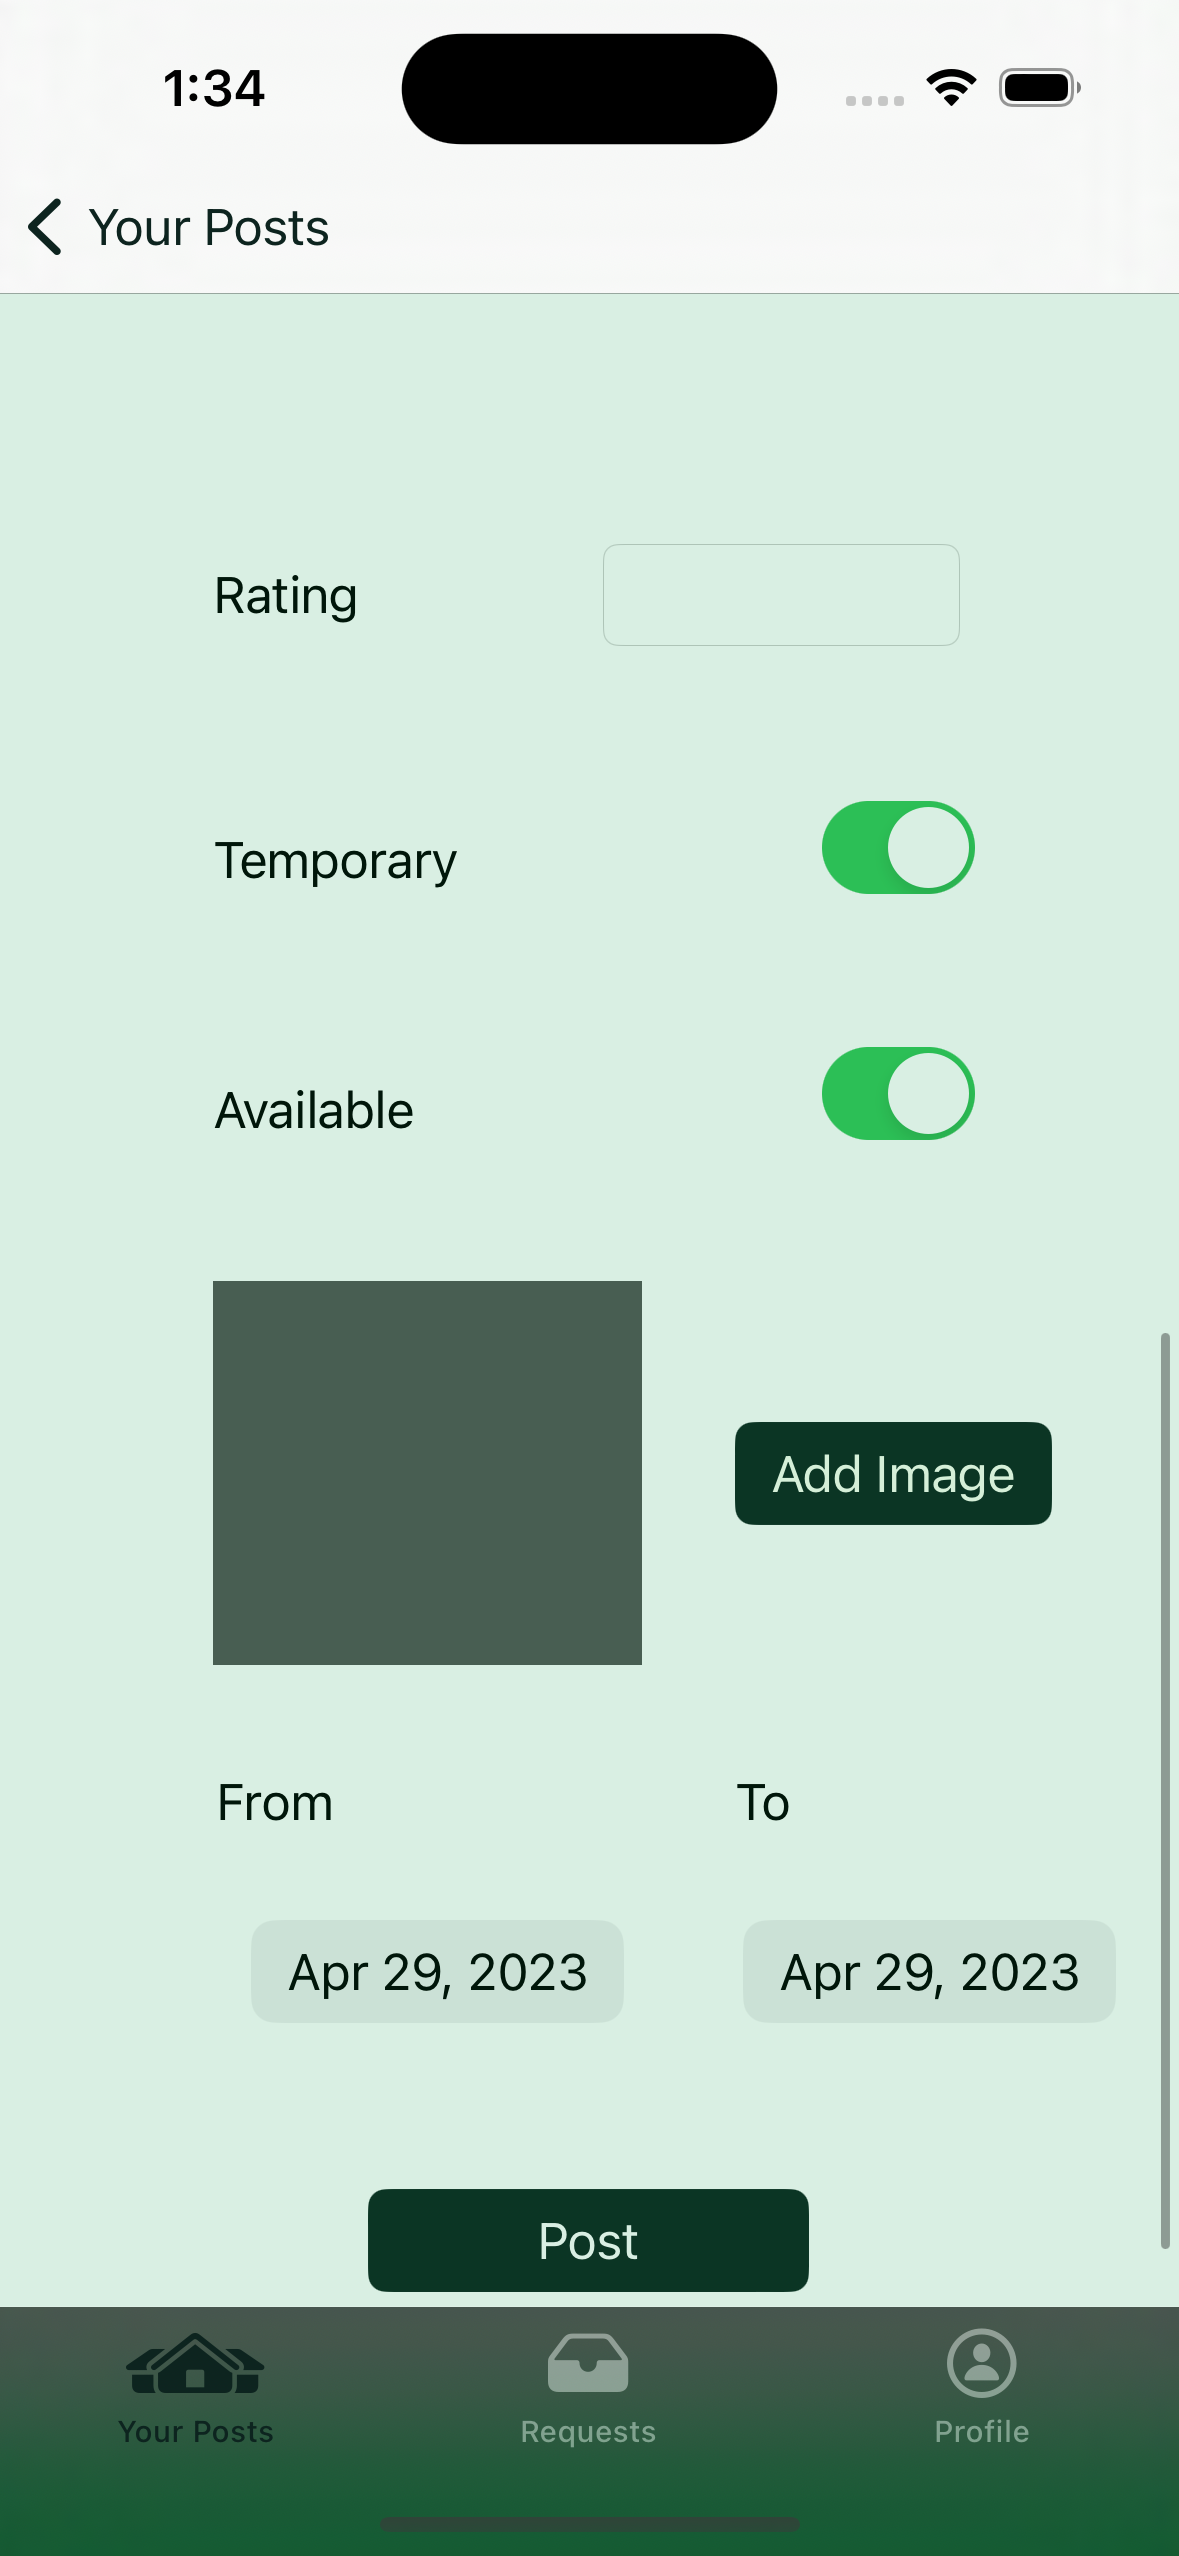 1:34
Your Posts
Rating
Temporary
Available
Add Image
From To
Apr 29, 2023 Apr 29, 2023
Post
Your Posts Requests Profile